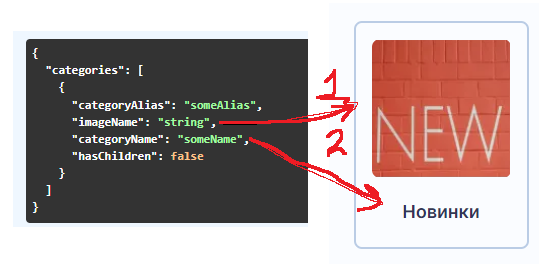 {
"categories": [
{
"categoryAlias": "someAlias",
"imageName": "string",
"categoryName": "someName",
"hasChildren": false
}
]
}
1
2
NEW
Новинки